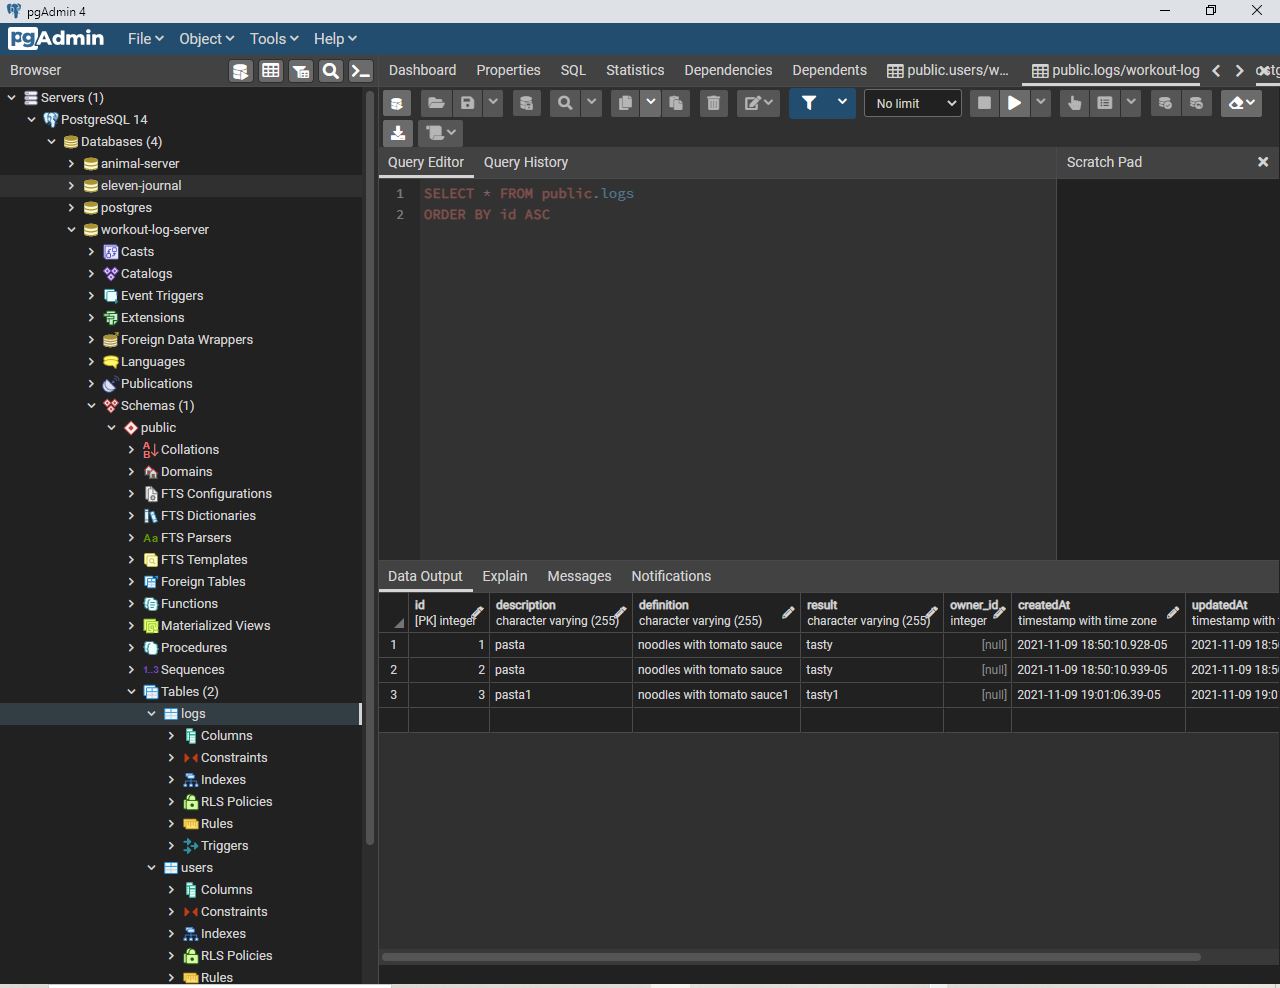 pgAdmin 4
pgAdmin File Object Tools Help
Browser
Dashboard Properties SQL Statistics Dependencies Dependents public.users/w... public.logs/workout-log
No limit
Servers (1)
PostgreSQL 14
Databases (4)
animal-server
eleven-journal
postgres
workout-log-server
Casts
Catalogs
Event Triggers
Extensions
Foreign Data Wrappers
Languages
Publications
Schemas (1)
public
Collations
Domains
FTS Configurations
FTS Dictionaries
Aa FTS Parsers
FTS Templates
Foreign Tables
Functions
Materialized Views
Procedures
1..3 Sequences
Tables (2)
logs
Columns
Constraints
Indexes
RLS Policies
Rules
Triggers
users
Columns
Constraints
Indexes
RLS Policies
Rules
Query Editor Query History
Scratch Pad
1 SELECT * FROM public.logs
2 ORDER BY id ASC
Data Output Explain Messages Notifications
id description definition result owner_id createdAt updatedAt
[PK] integer character varying (255) character varying (255) character varying (255) integer timestamp with time zone timestamp with
1 1 pasta noodles with tomato sauce tasty [null] 2021-11-09 18:50:10.928-05 2021-11-09 18:5
2 2 pasta noodles with tomato sauce tasty [null] 2021-11-09 18:50:10.939-05 2021-11-09 18:5
3 3 pasta1 noodles with tomato sauce1 tasty1 [null] 2021-11-09 19:01:06.39-05 2021-11-09 19:0